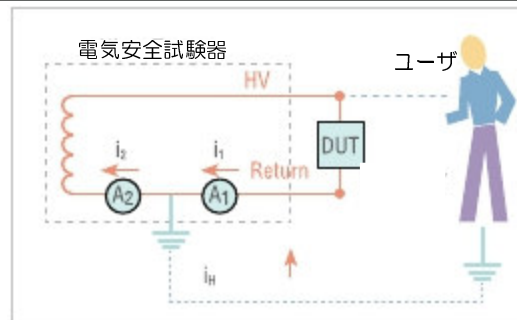 電気安全試験器
ユーザ
HV
DUT
i₂
i₁
Return
A₂
A₁
iH